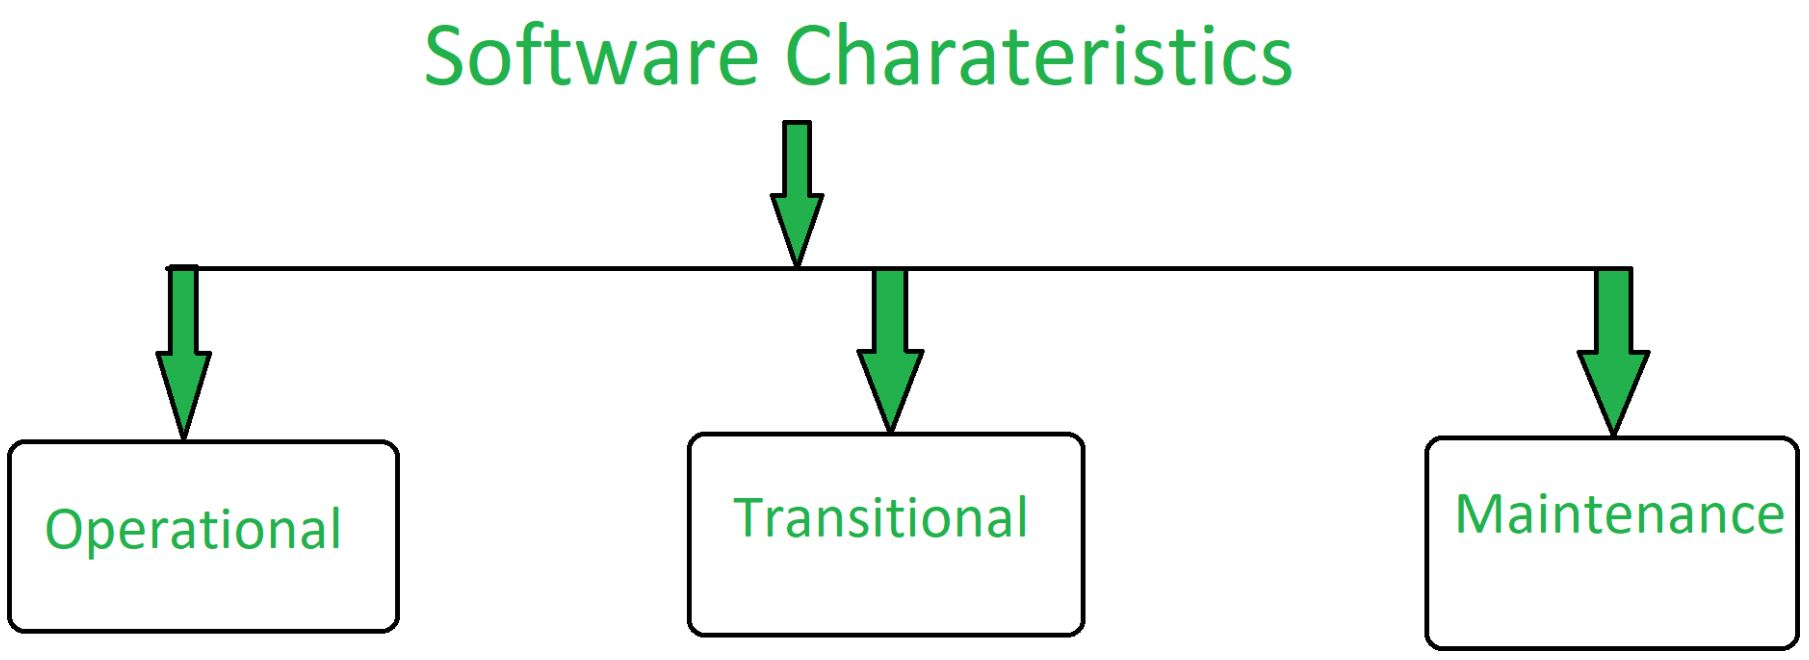 Software Charateristics
Operational
Transitional
Maintenance